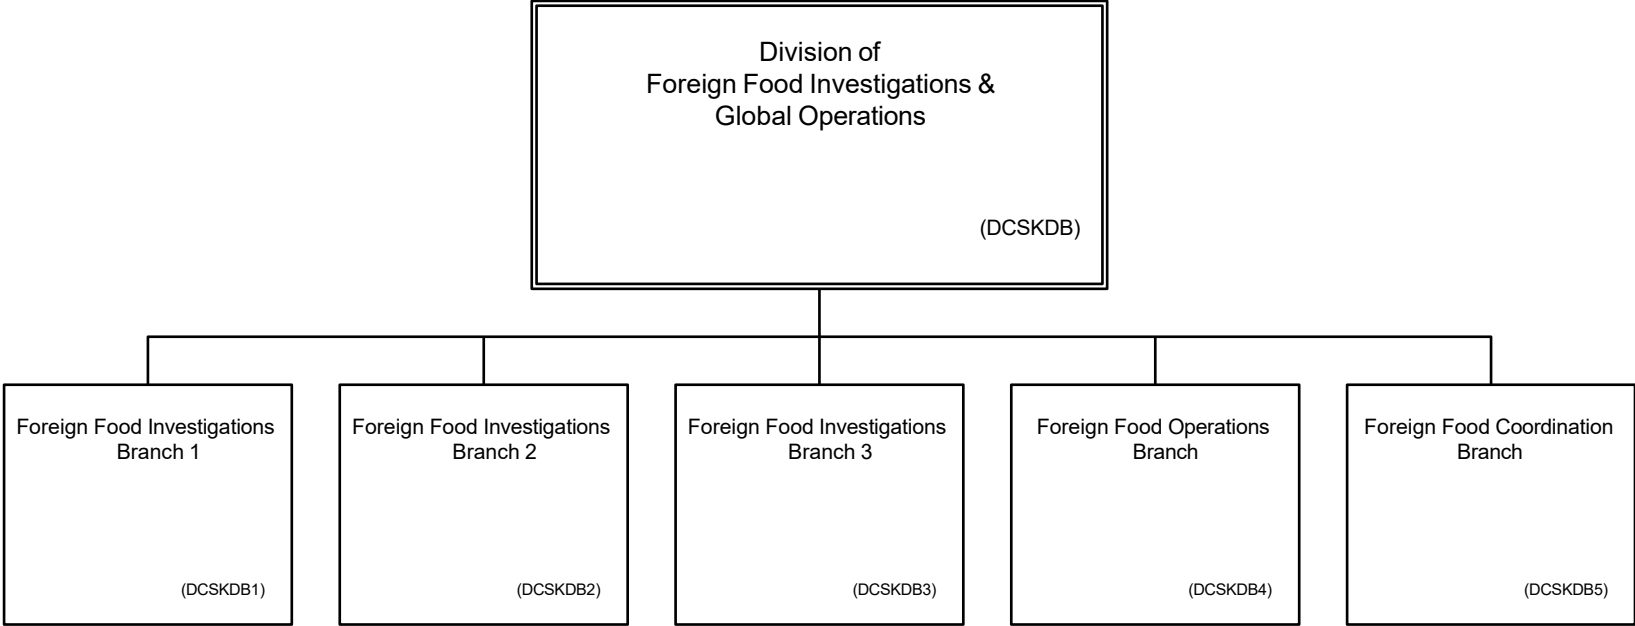 Division of
Foreign Food Investigations &
Global Operations
(DCSKDB)
Foreign Food Investigations
Branch 1
(DCSKDB1)
Foreign Food Investigations
Branch 2
(DCSKDB2)
Foreign Food Investigations
Branch 3
(DCSKDB3)
Foreign Food Operations
Branch
(DCSKDB4)
Foreign Food Coordination
Branch
(DCSKDB5)